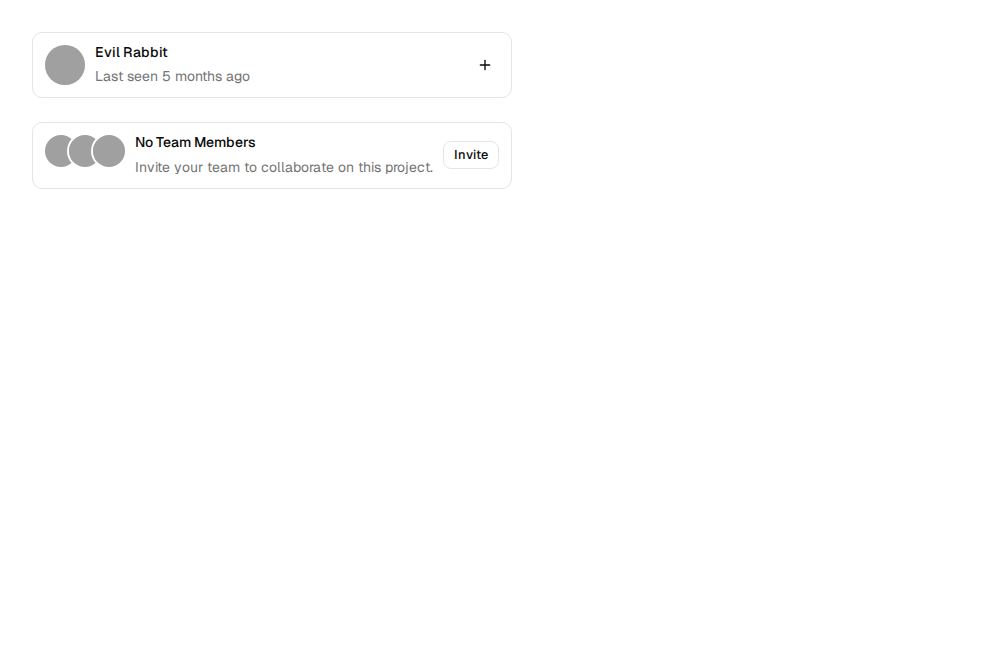 Evil Rabbit
Last seen 5 months ago
No Team Members
Invite your team to collaborate on this project.
Invite